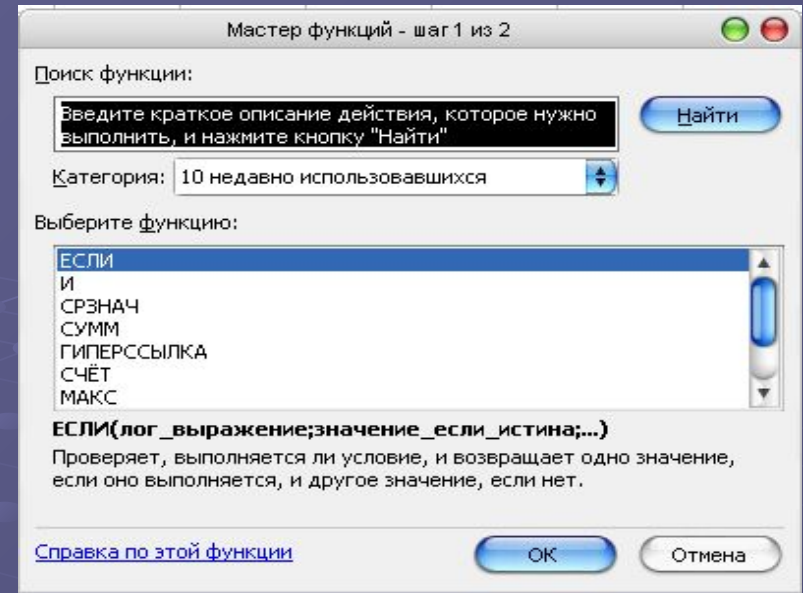 Мастер функций - шаг 1 из 2
Поиск функции:
Введите краткое описание действия, которое нужно
выполнить, и нажмите кнопку "Найти"
Найти
Категория: 10 недавно использовавшихся
Выберите функцию:
ЕСЛИ
И
СРЗНАЧ
СУММ
ГИПЕРССЫЛКА
СЧЁТ
МАКС
ЕСЛИ(лог_выражение;значение_если_истина;...)
Проверяет, выполняется ли условие, и возвращает одно значение,
если оно выполняется, и другое значение, если нет.
Справка по этой функции
ОК
Отмена